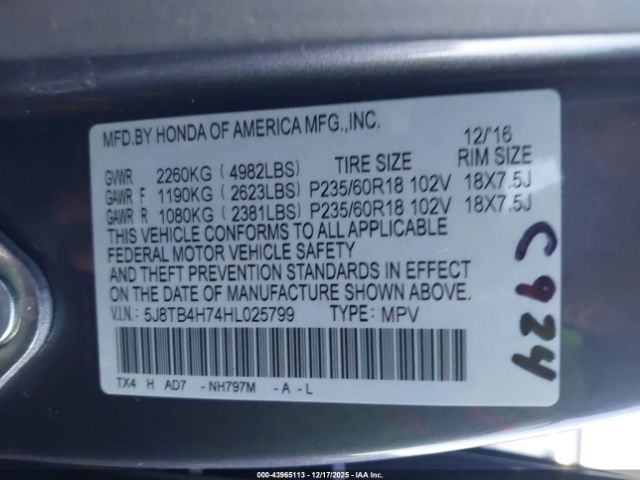 MFD.BY HONDA OF AMERICA MFG.,INC. 12/'16
GVWR 2260KG ( 4982LBS) TIRE SIZE RIM SIZE
GAWR F 1190KG ( 2623LBS) P235/60R18 102V 18X7.5J
GAWR R 1080KG ( 2381LBS) P235/60R18 102V 18X7.5J
THIS VEHICLE CONFORMS TO ALL APPLICABLE
FEDERAL MOTOR VEHICLE SAFETY
AND THEFT PREVENTION STANDARDS IN EFFECT
ON THE DATE OF MANUFACTURE SHOWN ABOVE.
V.I.N.: 5J8TB4H74HL025799 TYPE: MPV
TX4 H AD7 -NH797M -A-L
C924
000-43965113 - 12/17/2025 - IAA Inc.